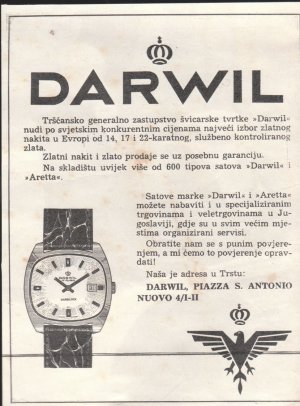 DARWIL
Tršćansko generalno zastupstvo švicarske tvrtke »Darwil«
nudi po svjetskim konkurentnim cijenama najveći izbor zlatnog
nakita u Evropi od 14, 17 i 22-karatnog, službeno kontroliranog
zlata.
Zlatni nakit i zlato prodaje se uz posebnu garanciju.
Na skladištu uvijek više od 600 tipova satova »Darwil« i
»Aretta«.
Satove marke »Darwil« i »Aretta«
možete nabaviti i u specijaliziranim
trgovinama i veletrgovinama u Ju-
goslaviji, gdje su u svim većim mje-
stima organizirani servisi.
Obratite nam se s punim povjere-
njem, a mi ćemo to povjerenje oprav-
dati!
Naša je adresa u Trstu:
DARWIL, PIAZZA S. ANTONIO
NUOVO 4/I-II
DARWIL